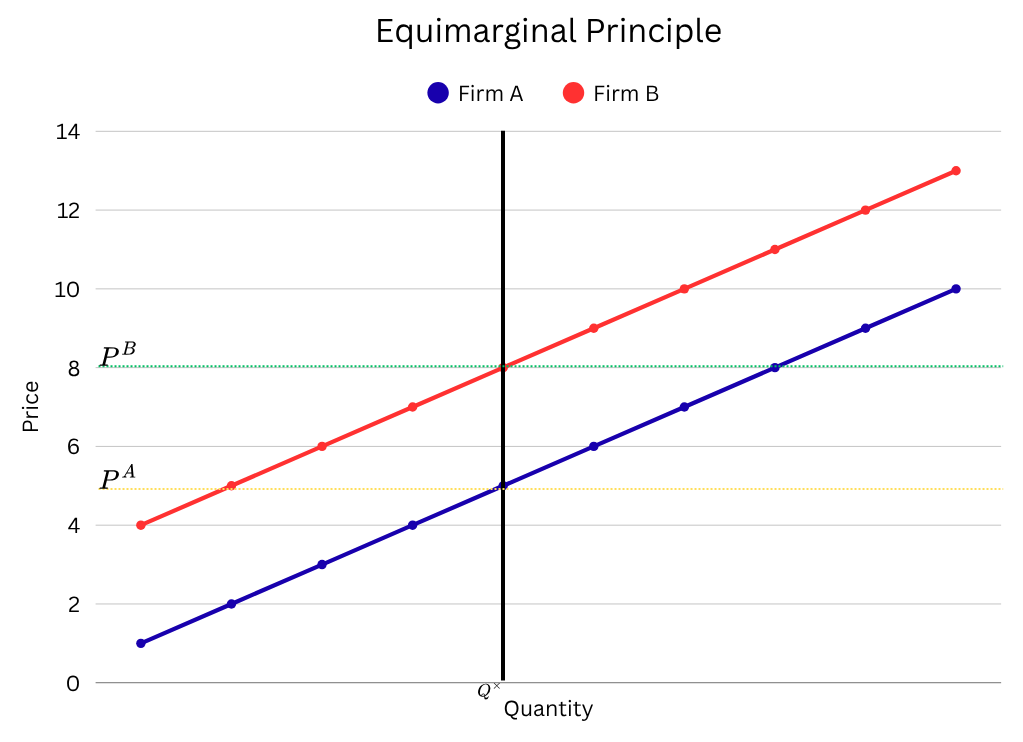 Equimarginal Principle
Firm A Firm B
14
12
10
P^B
8
Price
6
P^A
4
2
0
Q^×
Quantity